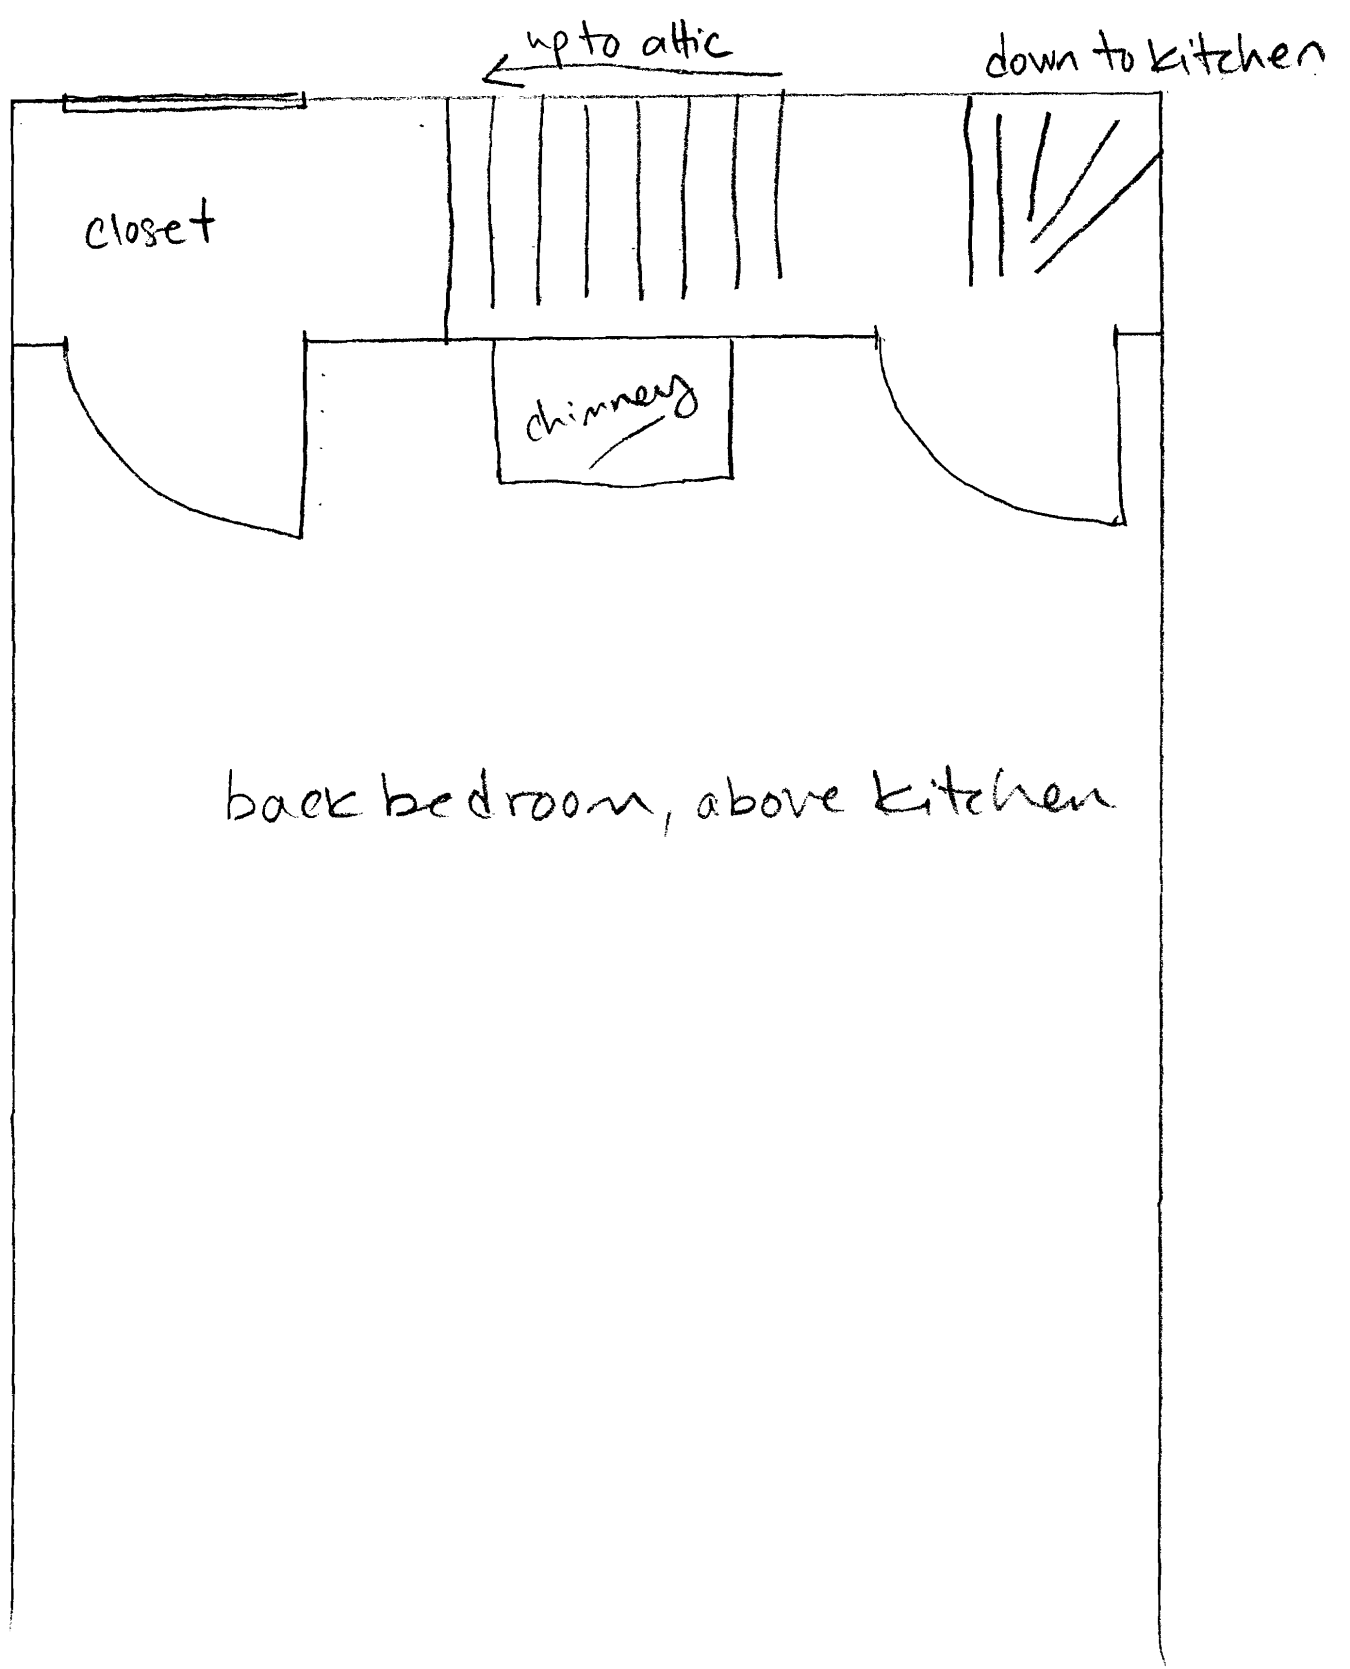 up to attic
down to kitchen
closet
chimney
back bedroom, above kitchen